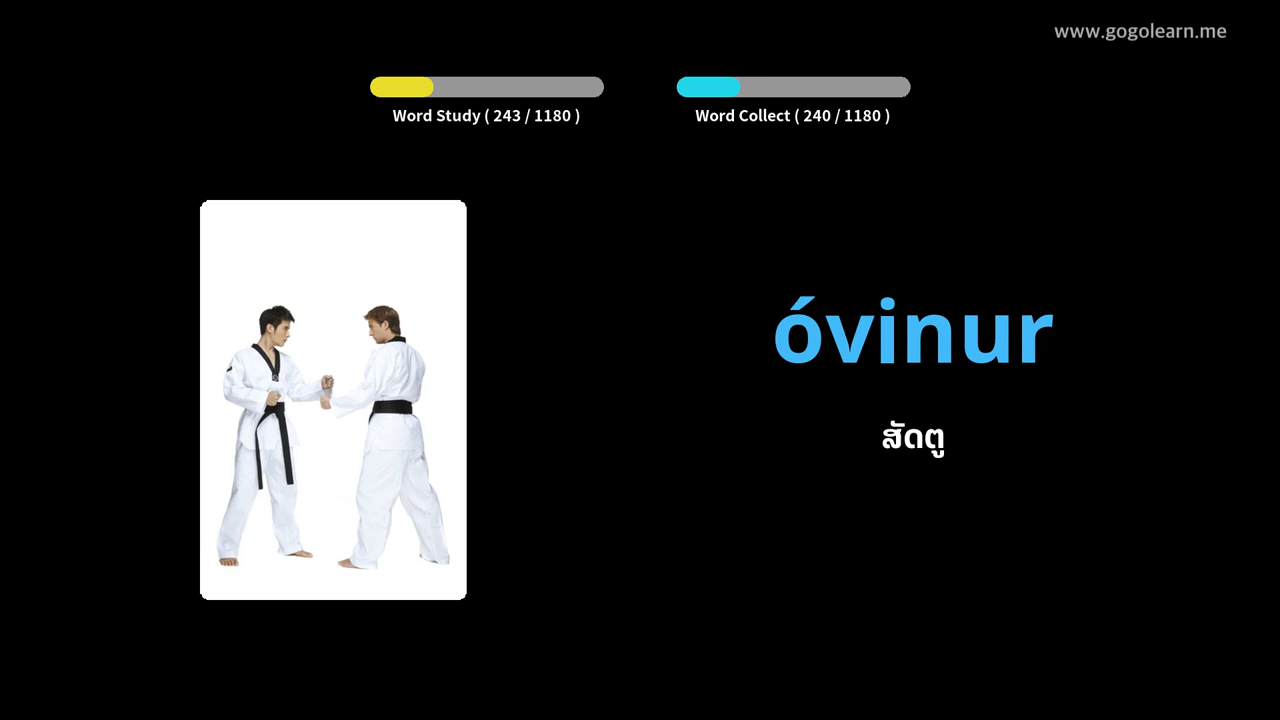 www.gogolearn.me
Word Study ( 243 / 1180 )
Word Collect ( 240 / 1180 )
óvinur
ສັດຕູ